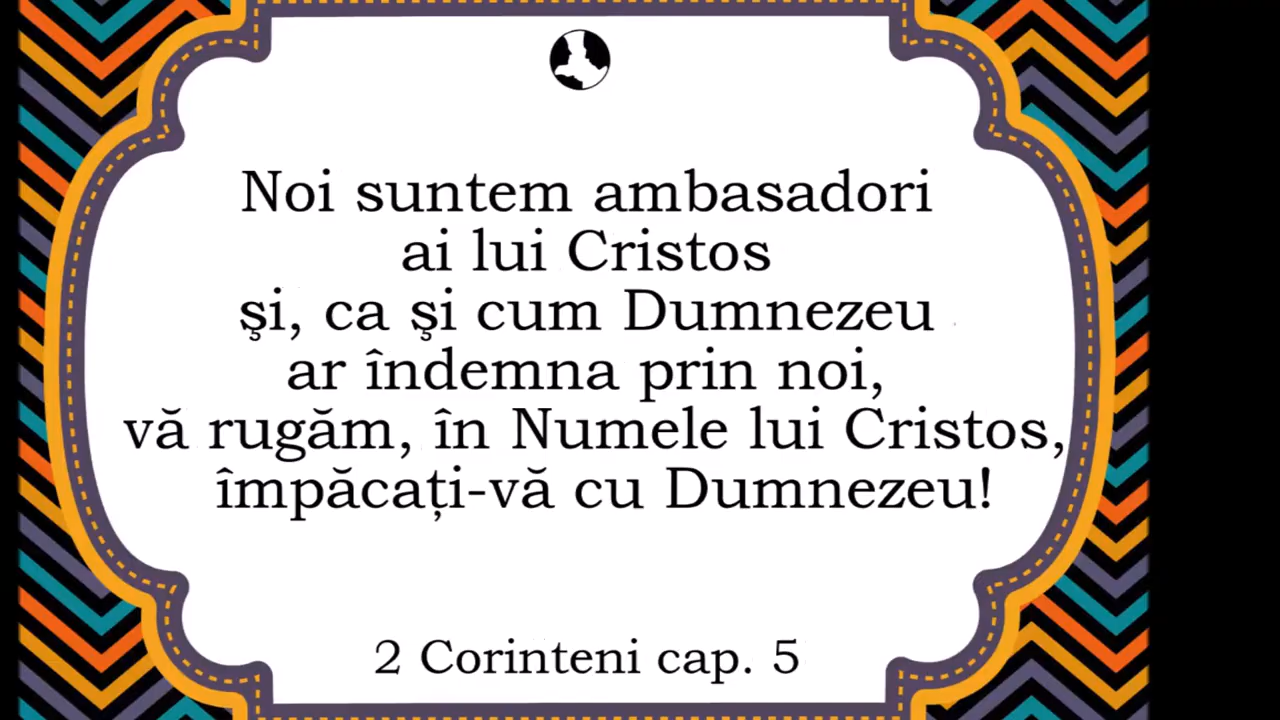 Noi suntem ambasadori
ai lui Cristos
şi, ca şi cum Dumnezeu
ar îndemna prin noi,
vă rugăm, în Numele lui Cristos,
împăcați-vă cu Dumnezeu!
2 Corinteni cap. 5